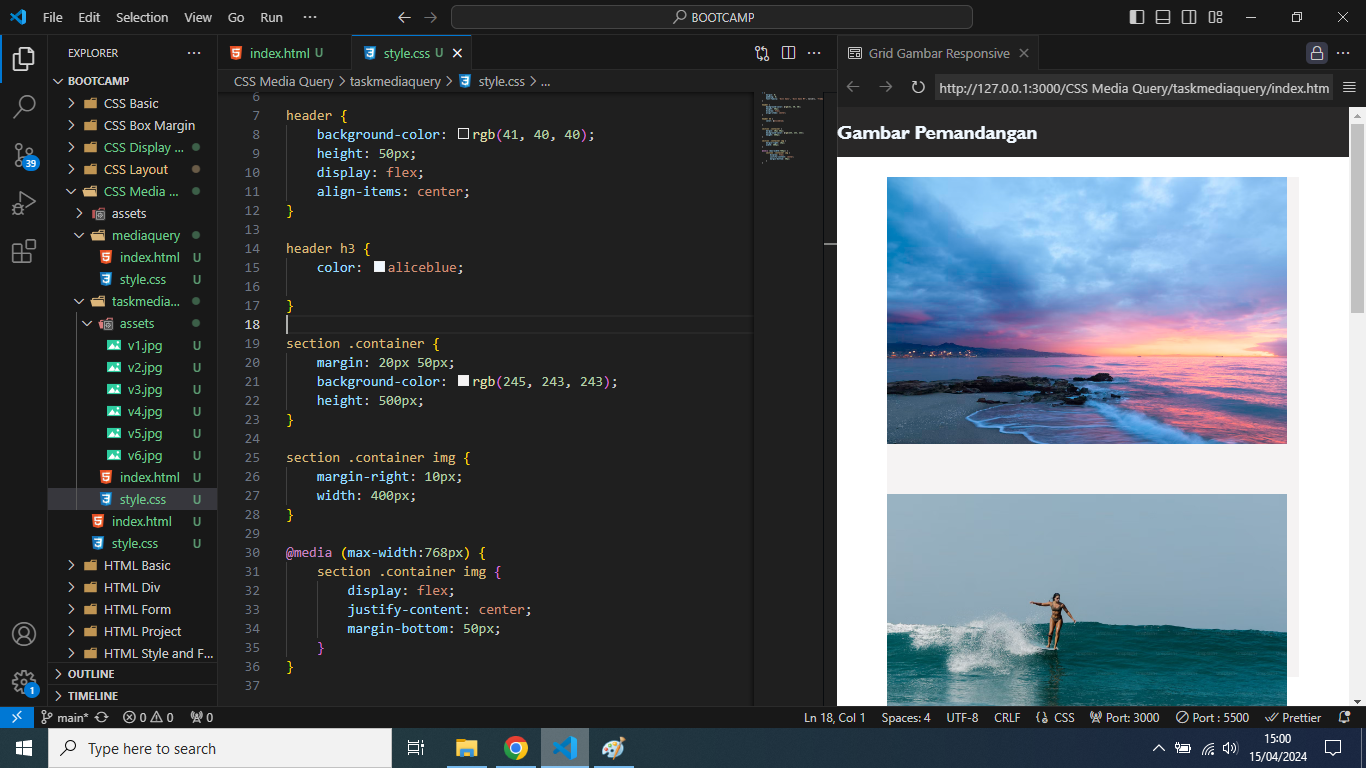 File Edit Selection View Go Run ··· BOOTCAMP
EXPLORER ···
BOOTCAMP
CSS Basic
CSS Box Margin
CSS Display ...
CSS Layout
CSS Media ...
assets
mediaquery
index.html U
style.css U
taskmedia...
assets
v1.jpg U
v2.jpg U
v3.jpg U
v4.jpg U
v5.jpg U
v6.jpg U
index.html U
style.css U
index.html U
style.css U
HTML Basic
HTML Div
HTML Form
HTML Project
HTML Style and F...
OUTLINE
TIMELINE
39
1
index.html U style.css U
CSS Media Query > taskmediaquery > style.css > ...
6
7 header {
8 background-color: rgb(41, 40, 40);
9 height: 50px;
10 display: flex;
11 align-items: center;
12 }
13
14 header h3 {
15 color: aliceblue;
16
17 }
18
19 section .container {
20 margin: 20px 50px;
21 background-color: rgb(245, 243, 243);
22 height: 500px;
23 }
24
25 section .container img {
26 margin-right: 10px;
27 width: 400px;
28 }
29
30 @media (max-width:768px) {
31 section .container img {
32 display: flex;
33 justify-content: center;
34 margin-bottom: 50px;
35 }
36 }
37
Grid Gambar Responsive
http://127.0.0.1:3000/CSS Media Query/taskmediaquery/index.htm
Gambar Pemandangan
main* 0 0 0 Ln 18, Col 1 Spaces: 4 UTF-8 CRLF CSS Port: 3000 Port : 5500 Prettier
Type here to search
15:00
15/04/2024